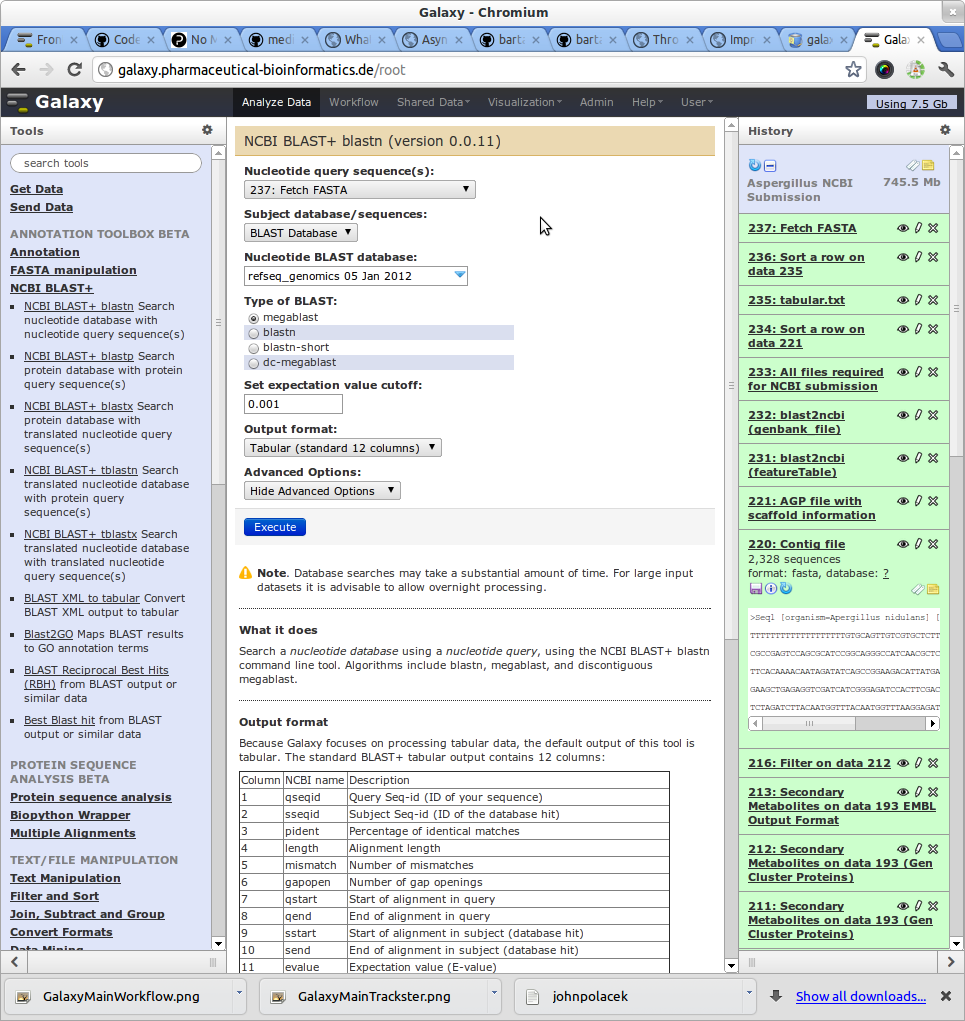 Galaxy - Chromium
Fron
Code
No M
medi
Wha
Asyn
bart
bart
Thro
Impr
gala
Gala
galaxy.pharmaceutical-bioinformatics.de/root
Galaxy
Analyze Data
Workflow
Shared Data
Visualization
Admin
Help
User
Using 7.5 Gb
Tools
search tools
Get Data
Send Data
ANNOTATION TOOLBOX BETA
Annotation
FASTA manipulation
NCBI BLAST+
NCBI BLAST+ blastn Search
nucleotide database with
nucleotide query sequence(s)
NCBI BLAST+ blastp Search
protein database with protein
query sequence(s)
NCBI BLAST+ blastx Search
protein database with
translated nucleotide query
sequence(s)
NCBI BLAST+ tblastn Search
translated nucleotide database
with protein query
sequence(s)
NCBI BLAST+ tblastx Search
translated nucleotide database
with translated nucleotide
query sequence(s)
BLAST XML to tabular Convert
BLAST XML output to tabular
Blast2GO Maps BLAST results
to GO annotation terms
BLAST Reciprocal Best Hits
(RBH) from BLAST output or
similar data
Best Blast hit from BLAST
output or similar data
PROTEIN SEQUENCE
ANALYSIS BETA
Protein sequence analysis
Biopython Wrapper
Multiple Alignments
TEXT/FILE MANIPULATION
Text Manipulation
Filter and Sort
Join, Subtract and Group
Convert Formats
Data Mining
NCBI BLAST+ blastn (version 0.0.11)
Nucleotide query sequence(s):
237: Fetch FASTA
Subject database/sequences:
BLAST Database
Nucleotide BLAST database:
refseq_genomics 05 Jan 2012
Type of BLAST:
megablast
blastn
blastn-short
dc-megablast
Set expectation value cutoff:
0.001
Output format:
Tabular (standard 12 columns)
Advanced Options:
Hide Advanced Options
Execute
Note. Database searches may take a substantial amount of time. For large input
datasets it is advisable to allow overnight processing.
What it does
Search a nucleotide database using a nucleotide query, using the NCBI BLAST+ blastn
command line tool. Algorithms include blastn, megablast, and discontiguous
megablast.
Output format
Because Galaxy focuses on processing tabular data, the default output of this tool is
tabular. The standard BLAST+ tabular output contains 12 columns:
Column NCBI name Description
1 qseqid Query Seq-id (ID of your sequence)
2 sseqid Subject Seq-id (ID of the database hit)
3 pident Percentage of identical matches
4 length Alignment length
5 mismatch Number of mismatches
6 gapopen Number of gap openings
7 qstart Start of alignment in query
8 qend End of alignment in query
9 sstart Start of alignment in subject (database hit)
10 send End of alignment in subject (database hit)
11 evalue Expectation value (E-value)
History
Aspergillus NCBI
Submission
745.5 Mb
237: Fetch FASTA
236: Sort a row on
data 235
235: tabular.txt
234: Sort a row on
data 221
233: All files required
for NCBI submission
232: blast2ncbi
(genbank_file)
231: blast2ncbi
(featureTable)
221: AGP file with
scaffold information
220: Contig file
2,328 sequences
format: fasta, database: ?
>Seq1 [organism=Apergillus nidulans] [
TTTTTTTTTTTTTTTTTTTGTGCAGTTGTCGTGCTCTT
CGCCGAGTCCAGCGCATCCGGCAGGGCCATCAACGCTC
TTCACAAAACAATAGATATCAGCCGGAAGACATTATGA
GAAGCTGAGAGGTCGATCATCGGGAGATCCACTTCGAC
TCTAGATCTTACAATGGTTTACAATGGTTTAAGGAGAT
216: Filter on data 212
213: Secondary
Metabolites on data 193 EMBL
Output Format
212: Secondary
Metabolites on data 193 (Gen
Cluster Proteins)
211: Secondary
Metabolites on data 193 (Gen
Cluster Proteins)
GalaxyMainWorkflow.png
GalaxyMainTrackster.png
johnpolacek
Show all downloads...